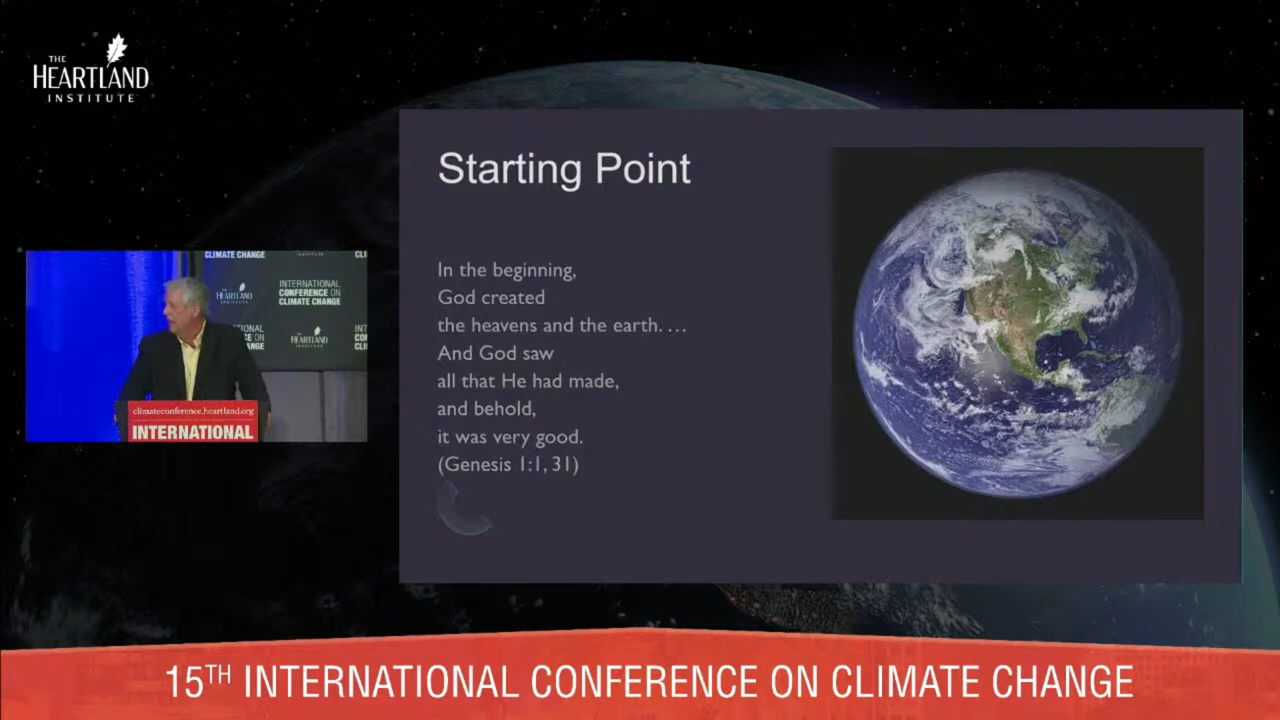 THE
HEARTLAND
INSTITUTE
Starting Point
In the beginning,
God created
the heavens and the earth. …
And God saw
all that He had made,
and behold,
it was very good.
(Genesis 1:1, 31)
CLIMATE CHANGE
HEARTLAND
INTERNATIONAL
CONFERENCE ON
CLIMATE CHANGE
HEARTLAND
climateconference.heartland.org
INTERNATIONAL
15TH INTERNATIONAL CONFERENCE ON CLIMATE CHANGE